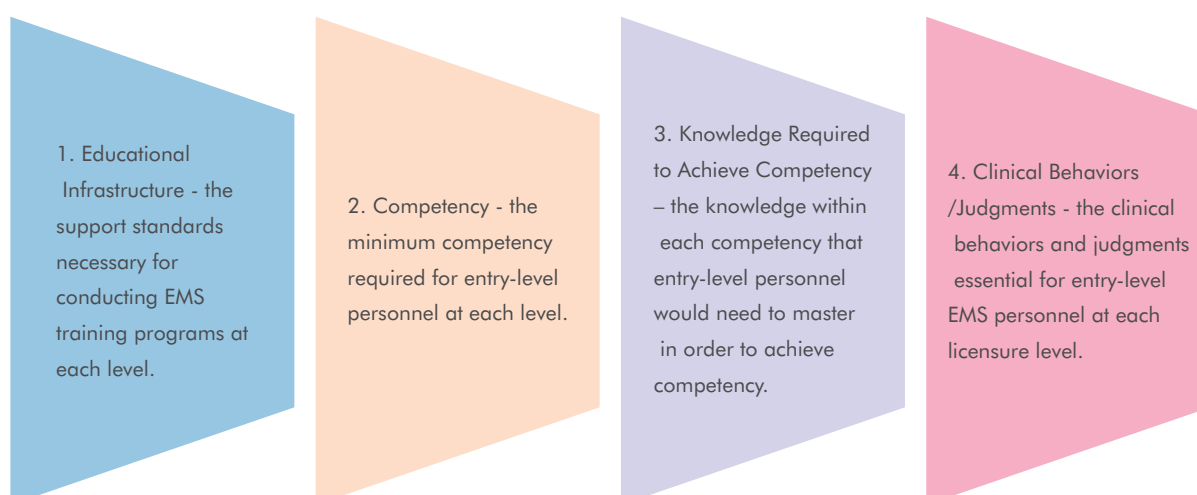 1. Educational
Infrastructure - the
support standards
necessary for
conducting EMS
training programs at
each level.
2. Competency - the
minimum competency
required for entry-level
personnel at each level.
3. Knowledge Required
to Achieve Competency
– the knowledge within
each competency that
entry-level personnel
would need to master
in order to achieve
competency.
4. Clinical Behaviors
/Judgments - the clinical
behaviors and judgments
essential for entry-level
EMS personnel at each
licensure level.